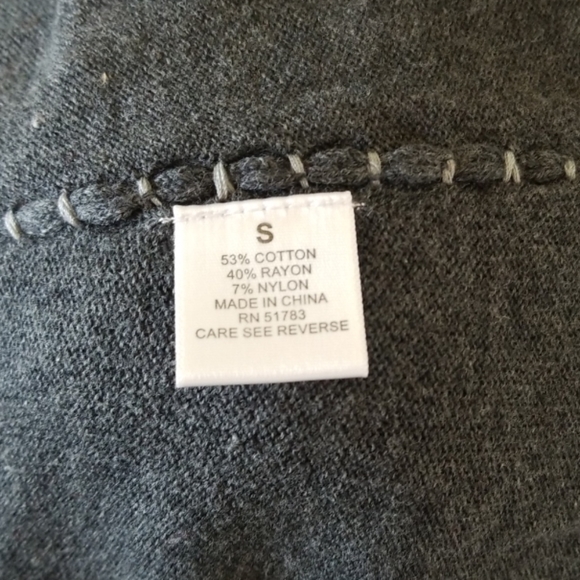 S
53% COTTON
40% RAYON
7% NYLON
MADE IN CHINA
RN 51783
CARE SEE REVERSE